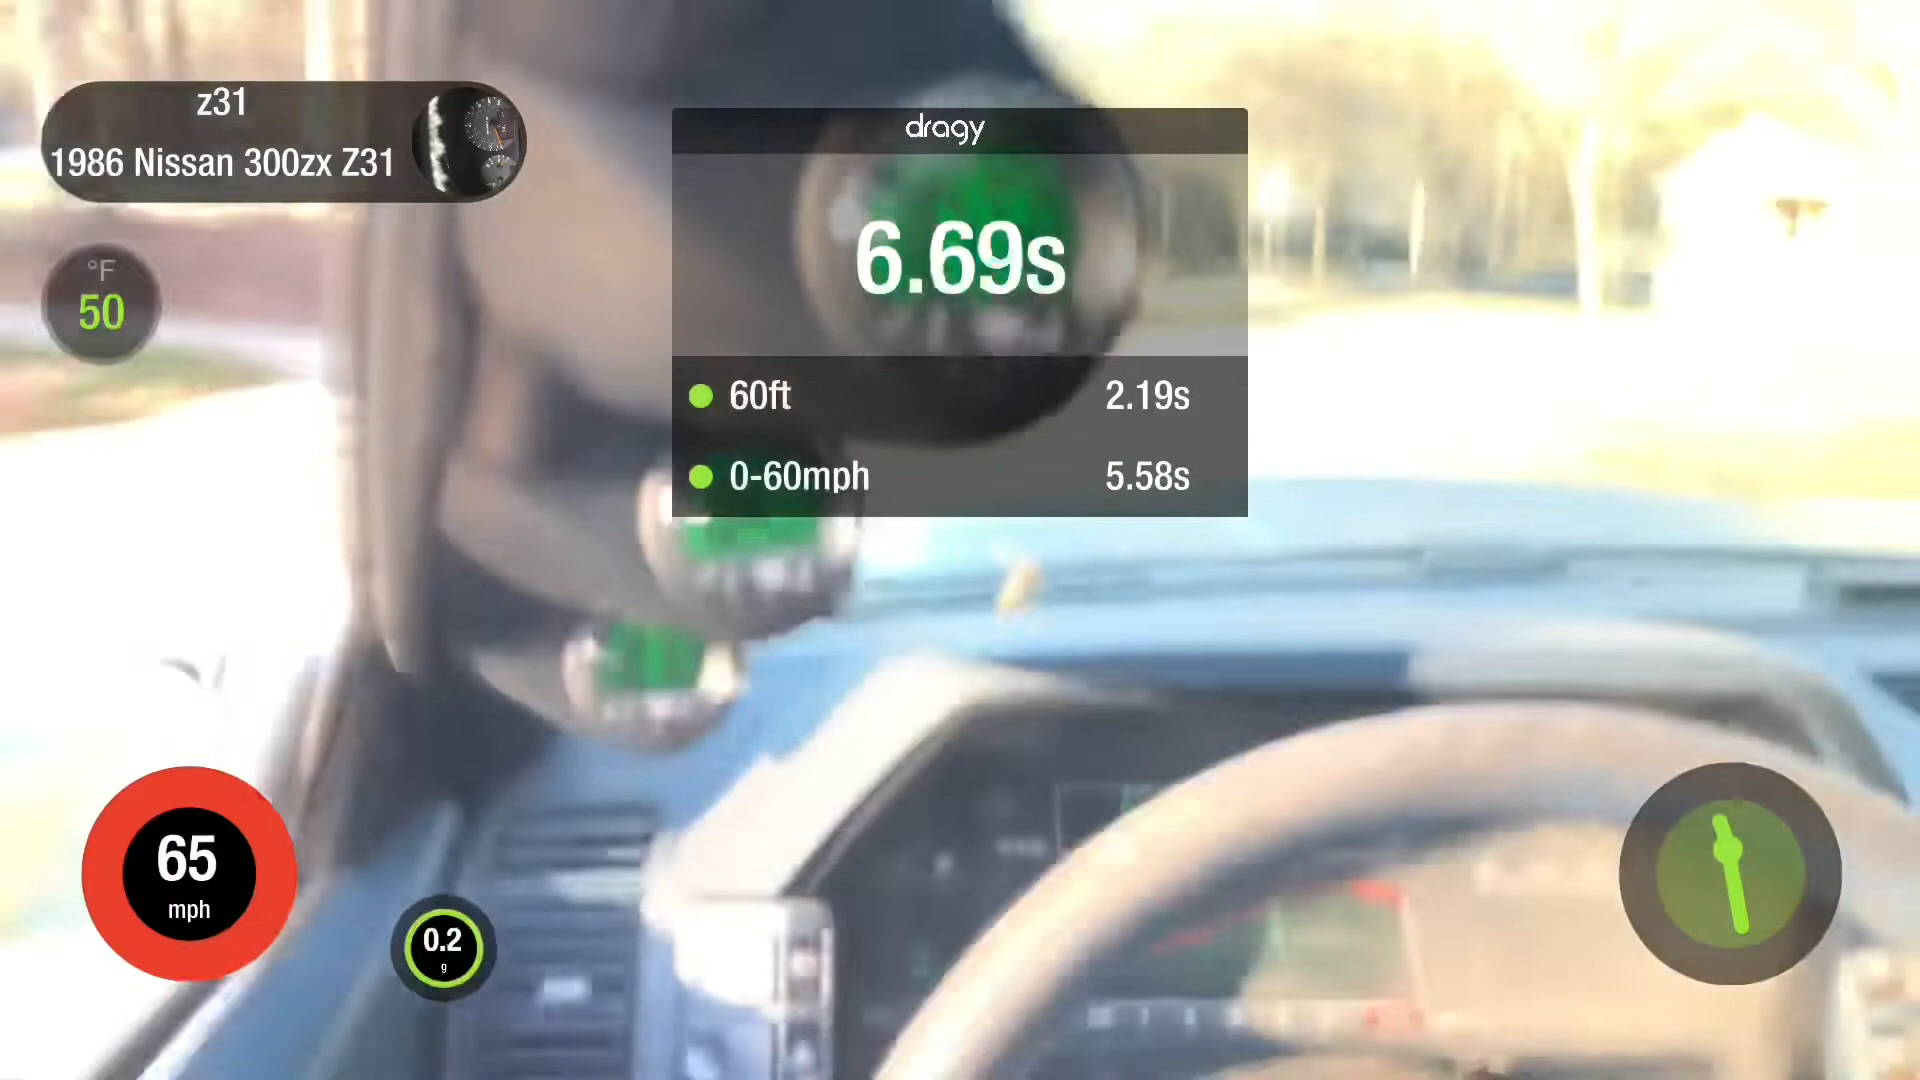 z31
1986 Nissan 300zx Z31
°F
50
dragy
6.69s
60ft 2.19s
0-60mph 5.58s
65
mph
0.2
g